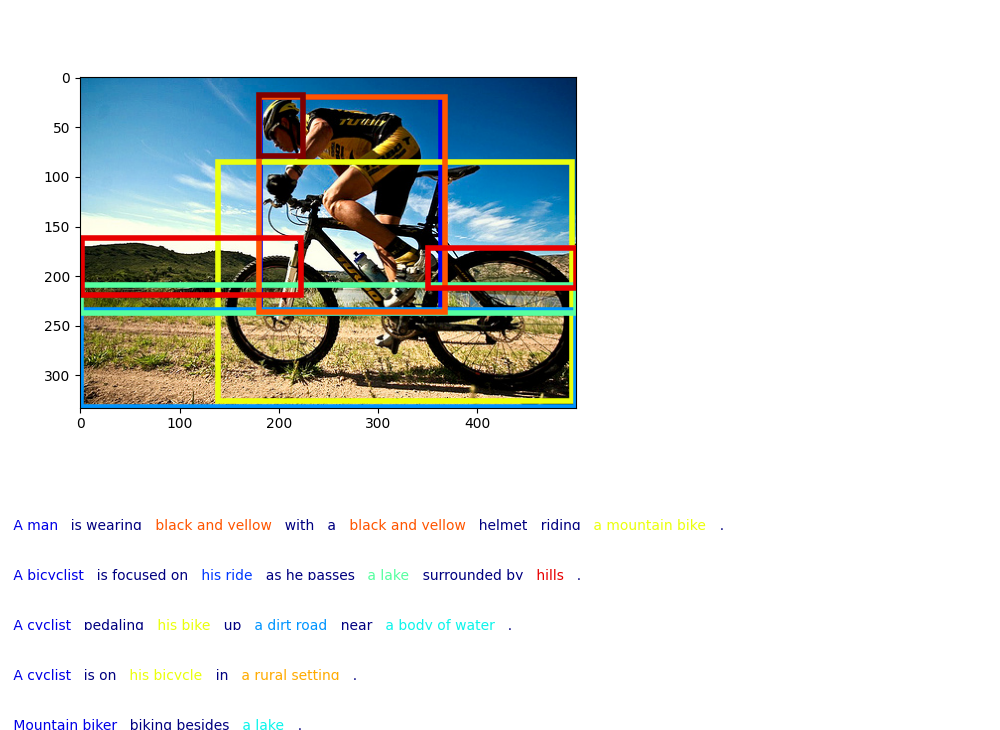 0
50
100
150
200
250
300
0 100 200 300 400
A man is wearing black and yellow with a black and yellow helmet riding a mountain bike .
A bicyclist is focused on his ride as he passes a lake surrounded by hills .
A cyclist pedaling his bike up a dirt road near a body of water .
A cyclist is on his bicycle in a rural setting .
Mountain biker biking besides a lake .